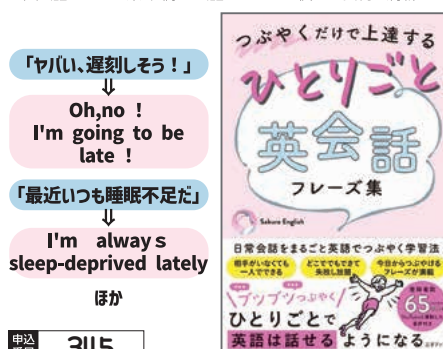 「ヤバい、遅刻しそう！」
⇓
Oh,no !
I'm going to be
late !
「最近いつも睡眠不足だ」
⇓
I'm always
sleep-deprived lately
ほか
申込
3115
つぶやくだけで上達する
ひとりごと
英会話
フレーズ集
Sakura English
日常会話をまるごと英語でつぶやく学習法
相手がいなくても
一人でできる
どこででもできて
失敗し放題
今日からつぶやける
フレーズが満載
ブツブツつぶやく
65
ひとりごとで
英語は話せるようになる